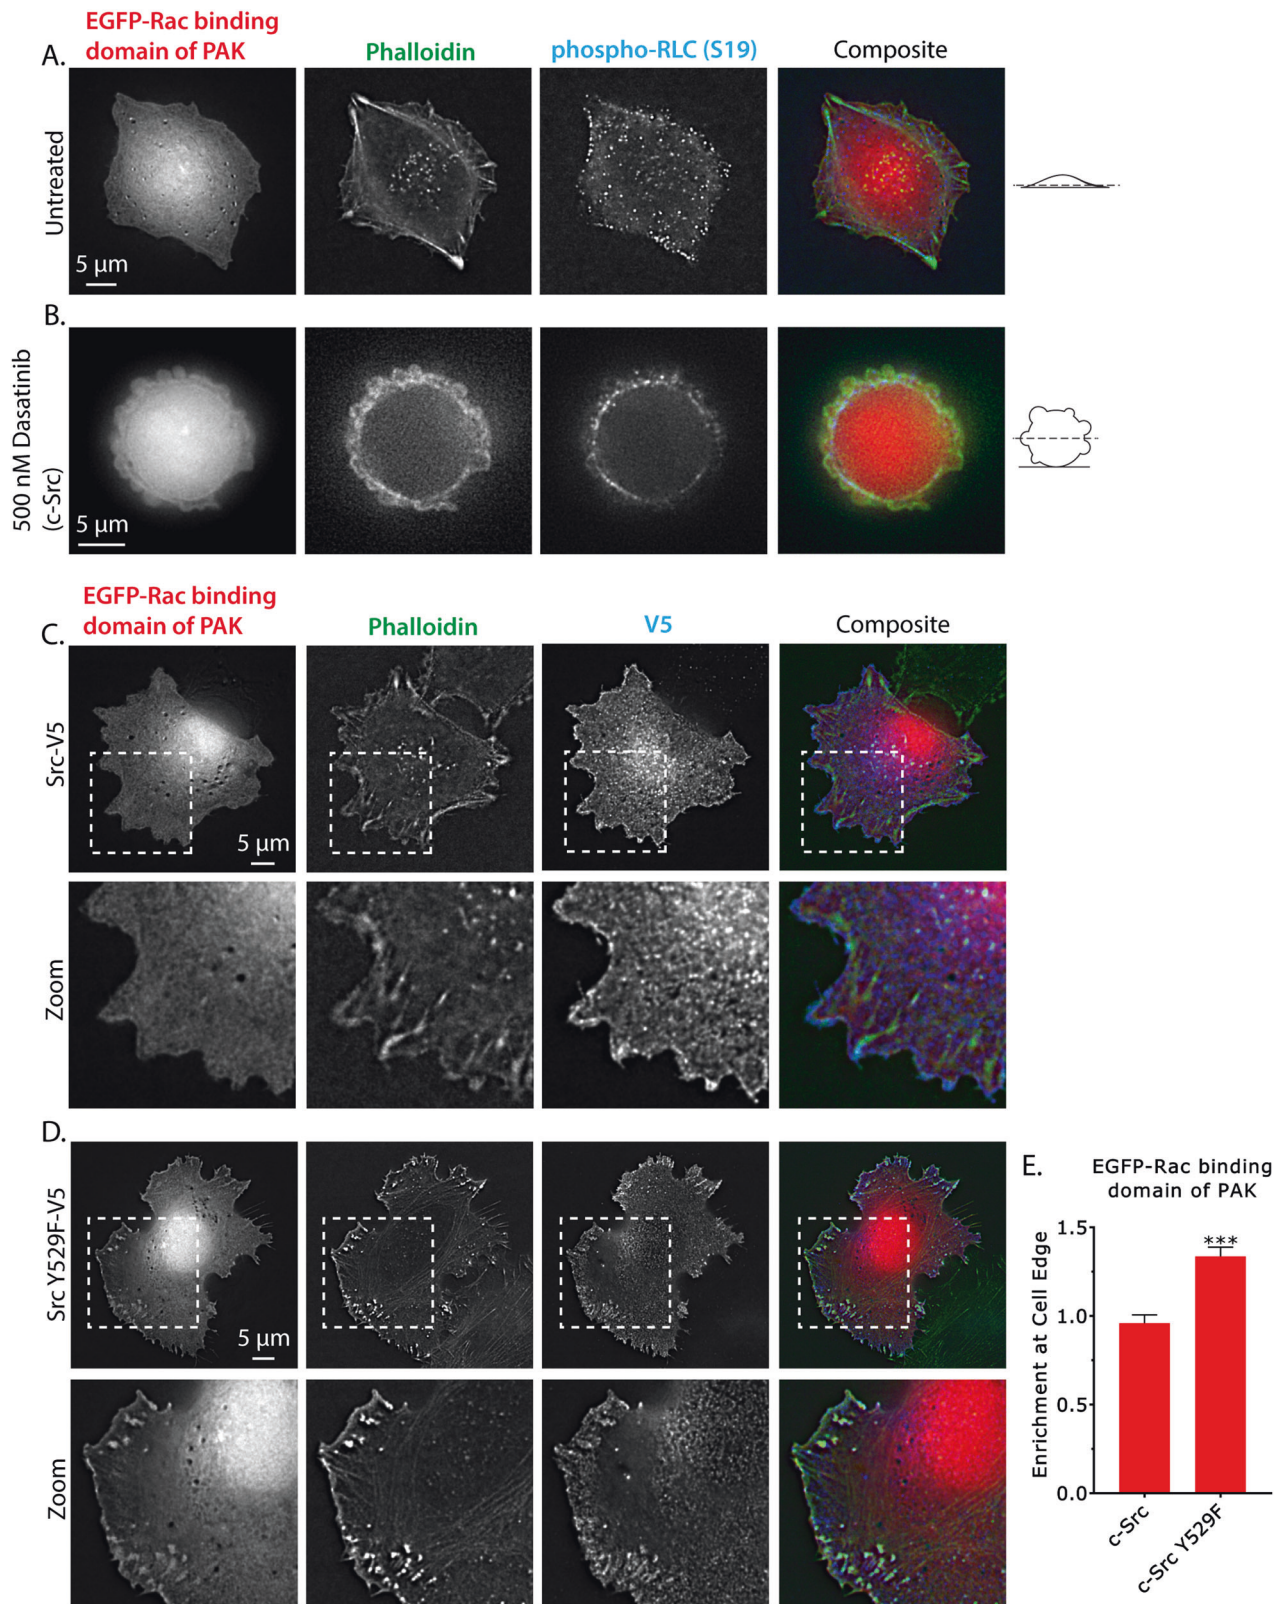 EGFP-Rac binding
domain of PAK
A.
Phalloidin
phospho-RLC (S19)
Composite
Untreated
5 μm
B.
500 nM Dasatinib
(c-Src)
5 μm
EGFP-Rac binding
domain of PAK
C.
Phalloidin
V5
Composite
Src-V5
5 μm
Zoom
D.
Src Y529F-V5
5 μm
Zoom
E.
EGFP-Rac binding
domain of PAK
Enrichment at Cell Edge
1.5
1.0
0.5
0.0
***
c-Src
c-Src Y529F